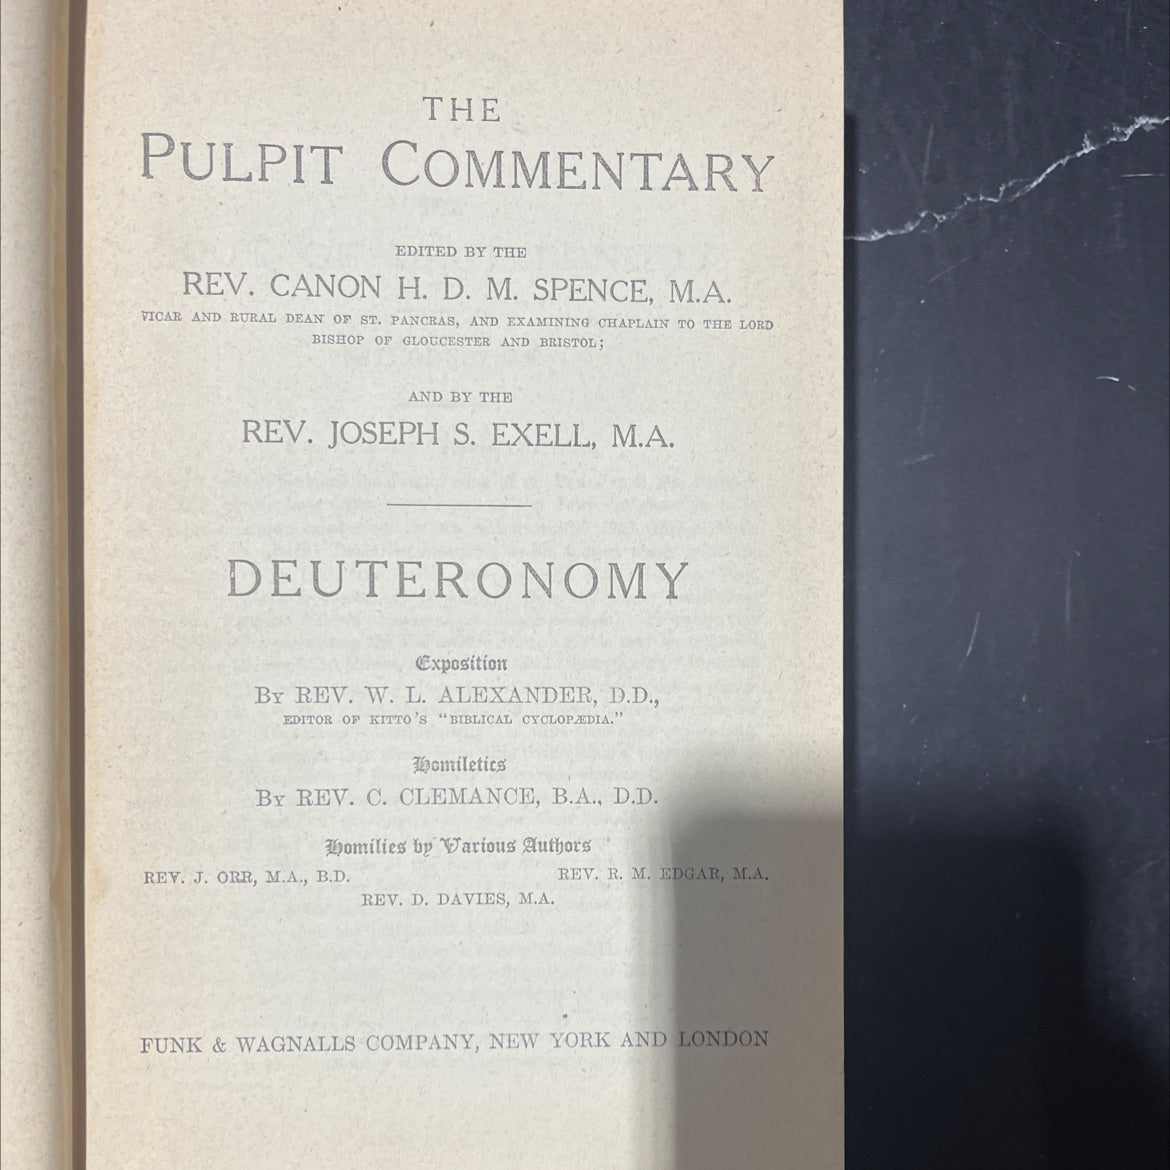 THE
PULPIT COMMENTARY
EDITED BY THE
REV. CANON H. D. M. SPENCE, M.A.
VICAR AND RURAL DEAN OF ST. PANCRAS, AND EXAMINING CHAPLAIN TO THE LORD
BISHOP OF GLOUCESTER AND BRISTOL;
AND BY THE
REV. JOSEPH S. EXELL, M.A.
DEUTERONOMY
Exposition
BY REV. W. L. ALEXANDER, D.D.,
EDITOR OF KITTO'S "BIBLICAL CYCLOPÆDIA."
Homiletics
BY REV. C. CLEMANCE, B.A., D.D.
Homilies by Various Authors
REV. J. ORR, M.A., B.D. REV. R. M. EDGAR, M.A.
REV. D. DAVIES, M.A.
FUNK & WAGNALLS COMPANY, NEW YORK AND LONDON